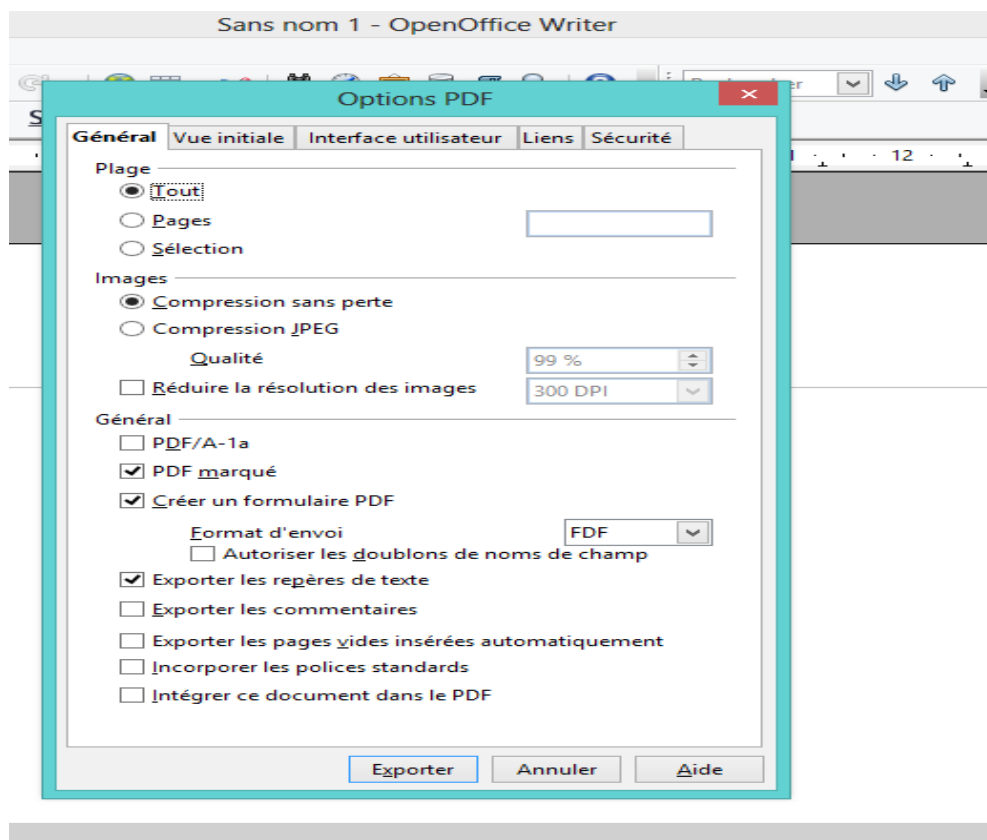 Sans nom 1 - OpenOffice Writer
Options PDF
Général Vue initiale Interface utilisateur Liens Sécurité
12
Plage
Tout
Pages
Sélection
Images
Compression sans perte
Compression JPEG
Qualité 99 %
Réduire la résolution des images 300 DPI
Général
PDF/A-1a
PDF marqué
Créer un formulaire PDF
Format d'envoi FDF
Autoriser les doublons de noms de champ
Exporter les repères de texte
Exporter les commentaires
Exporter les pages vides insérées automatiquement
Incorporer les polices standards
Intégrer ce document dans le PDF
Exporter Annuler Aide